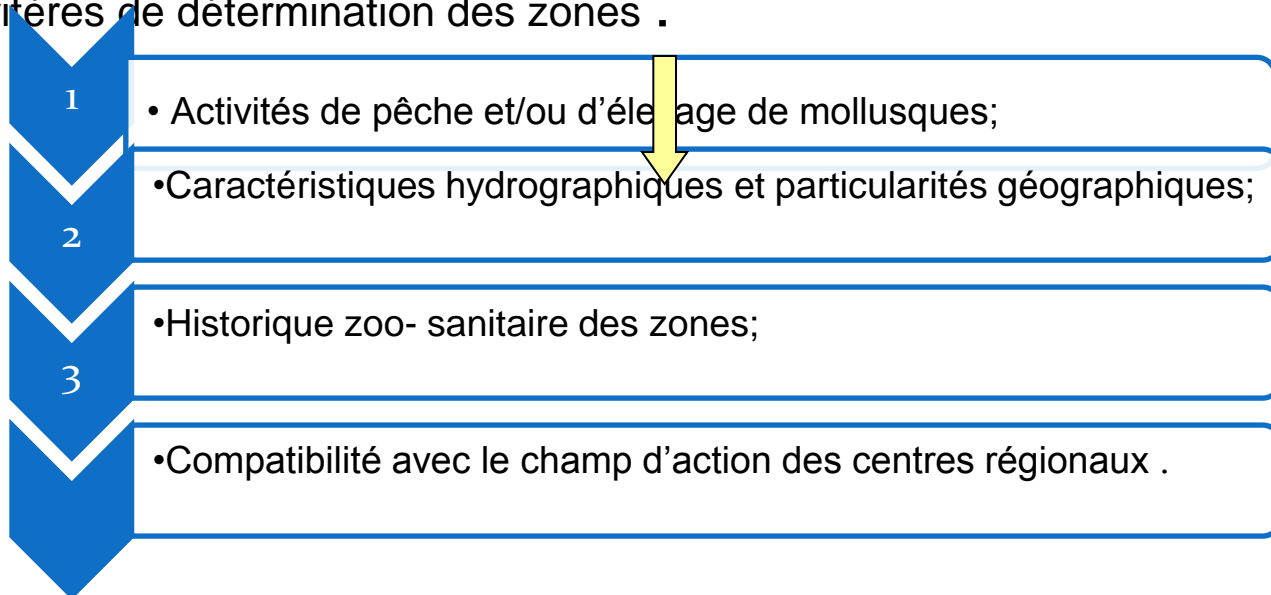 itères de détermination des zones .
1
• Activités de pêche et/ou d'éle age de mollusques;
2
•Caractéristiques hydrographiques et particularités géographiques;
3
•Historique zoo- sanitaire des zones;
•Compatibilité avec le champ d'action des centres régionaux .